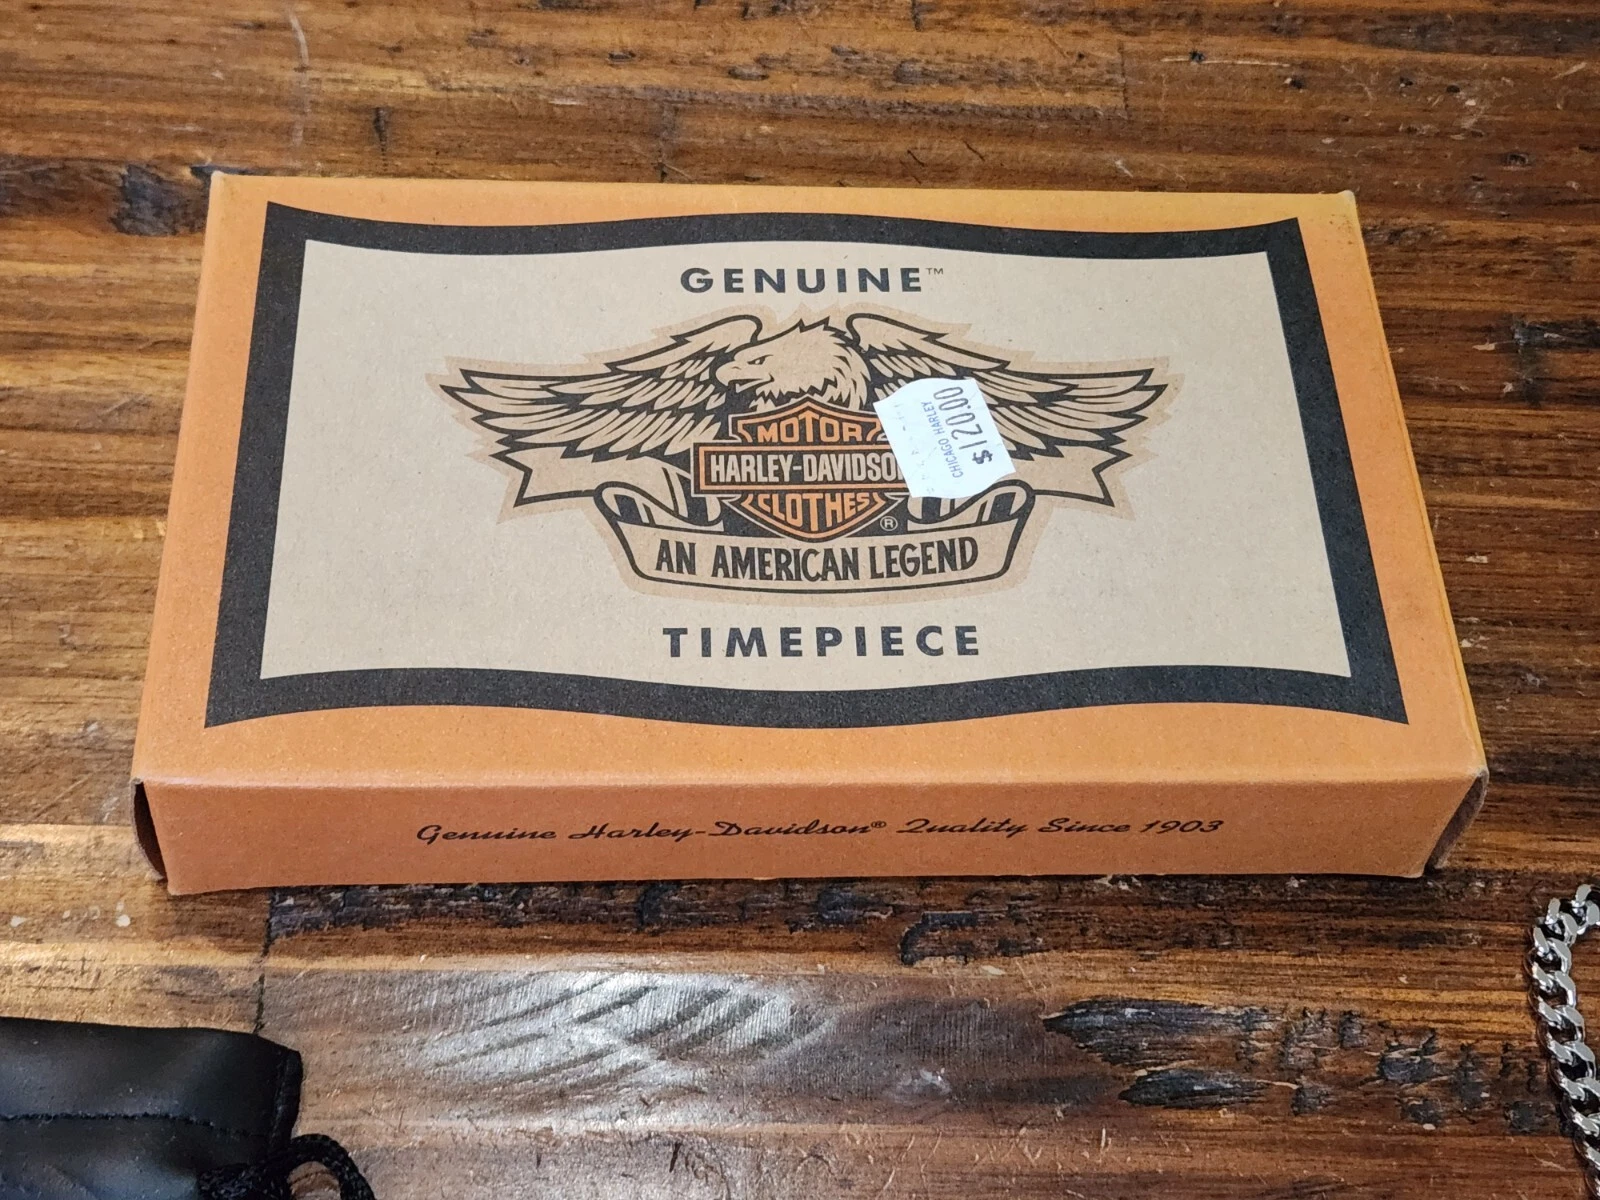 GENUINE™
MOTOR
HARLEY-DAVIDSON
CLOTHES
®
AN AMERICAN LEGEND
TIMEPIECE
CHICAGO HARLEY
$120.00
Genuine Harley-Davidson® Quality Since 1903